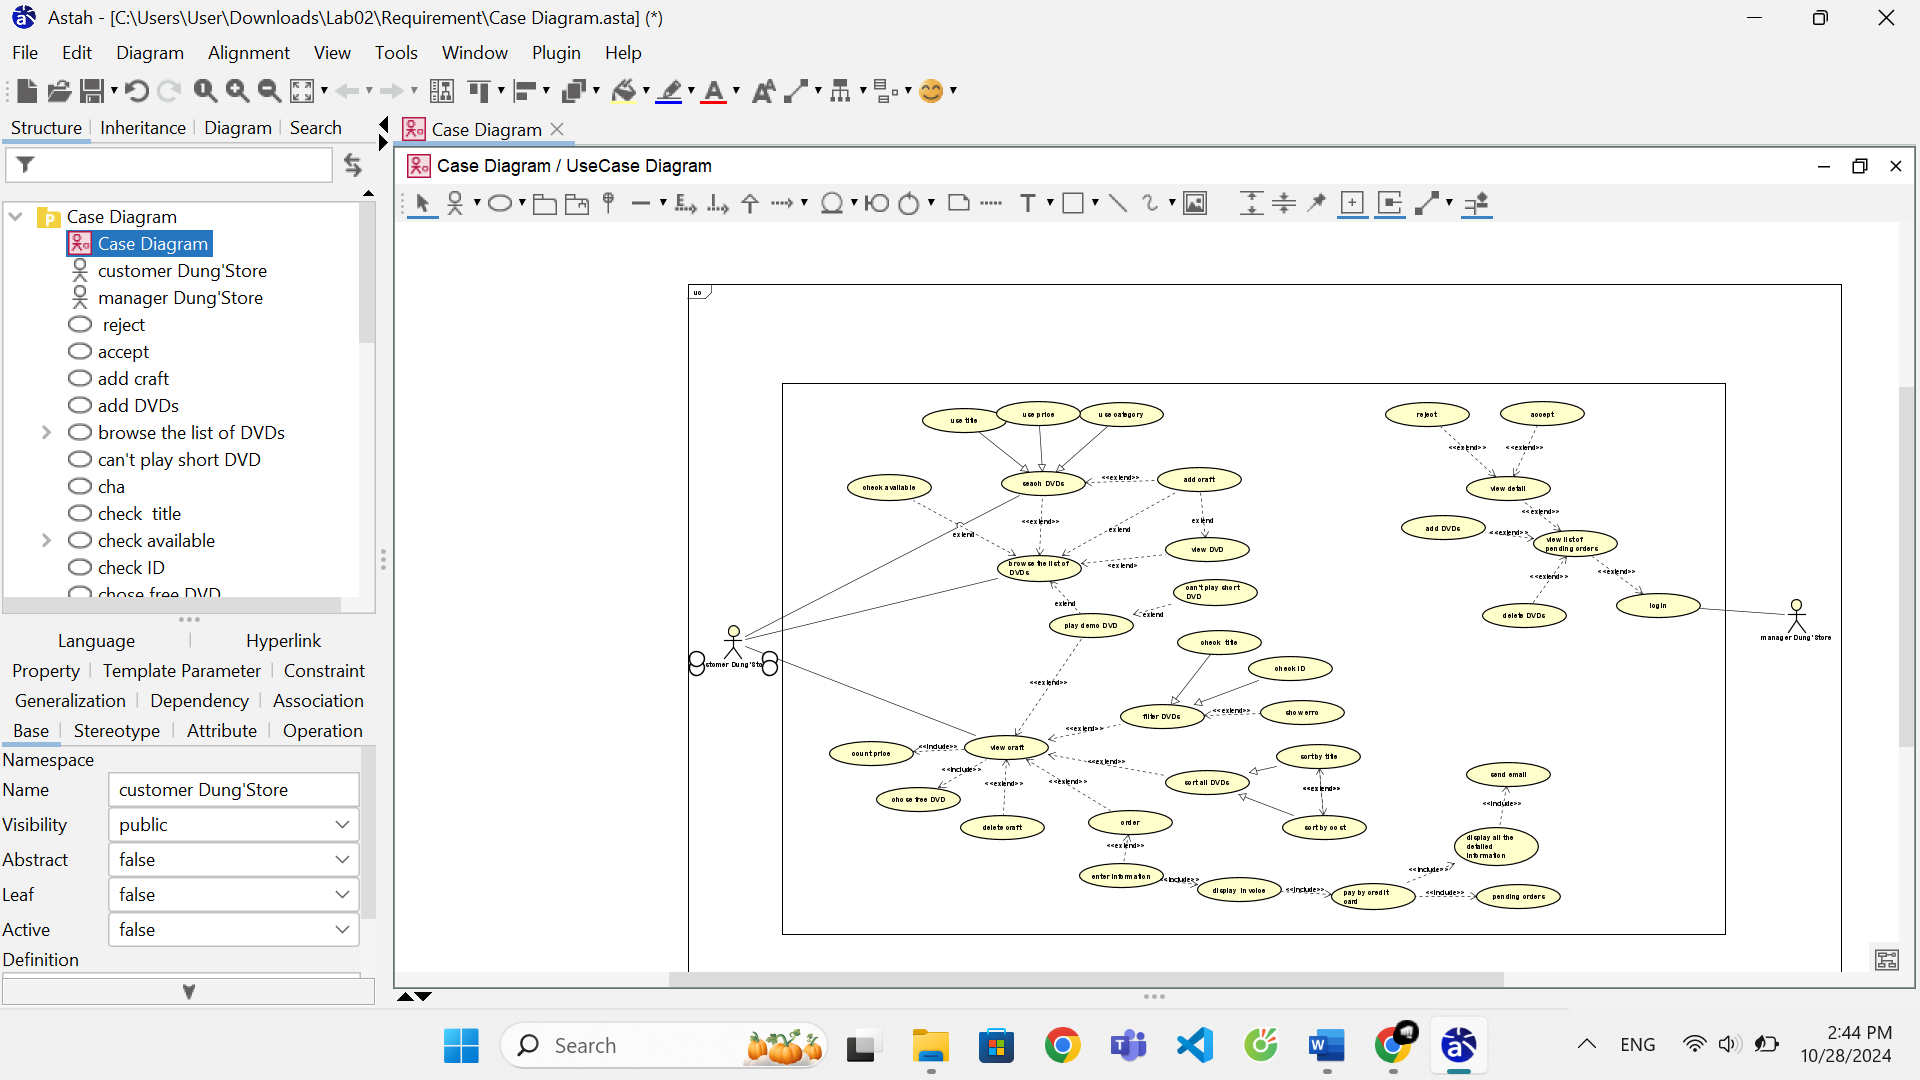 Astah - [C:\Users\User\Downloads\Lab02\Requirement\Case Diagram.asta] (*)
File Edit Diagram Alignment View Tools Window Plugin Help
Structure Inheritance Diagram Search
Case Diagram
Case Diagram / UseCase Diagram
Case Diagram
Case Diagram
customer Dung'Store
manager Dung'Store
reject
accept
add craft
add DVDs
browse the list of DVDs
can't play short DVD
cha
check  title
check available
check ID
chose free DVD
Language Hyperlink
Property Template Parameter Constraint
Generalization Dependency Association
Base Stereotype Attribute Operation
Namespace
Name customer Dung'Store
Visibility public
Abstract false
Leaf false
Active false
Definition
uc
use title
use price
use category
reject
accept
<<extend>>
<<extend>>
check available
seach DVDs
<<extend>>
add craft
view detail
<<extend>>
<<extend>>
extend
extend
extend
add DVDs
<<extend>>
view list of
pending orders
view DVD
browse the list of
DVDs
<extend>
<<extend>>
<<extend>>
can't play short
DVD
extend
extend
play demo DVD
delete DVDs
login
manager Dung'Store
stomer Dung'Sto
check  title
check ID
<<extend>>
filter DVDs
<<extend>>
show erro
<<extend>>
count price
<<include>>
view craft
<<include>>
<<extend>>
<<extend>>
<<extend>>
sort by title
sort all DVDs
<<extend>>
chose free DVD
delete craft
order
sort by cost
send email
<<include>>
display all the
detailed
information
<<extend>>
enter information
<<include>>
display  invoice
<<include>>
pay by credit
card
<<include>>
<<include>>
pending orders
Search
ENG
2:44 PM
10/28/2024